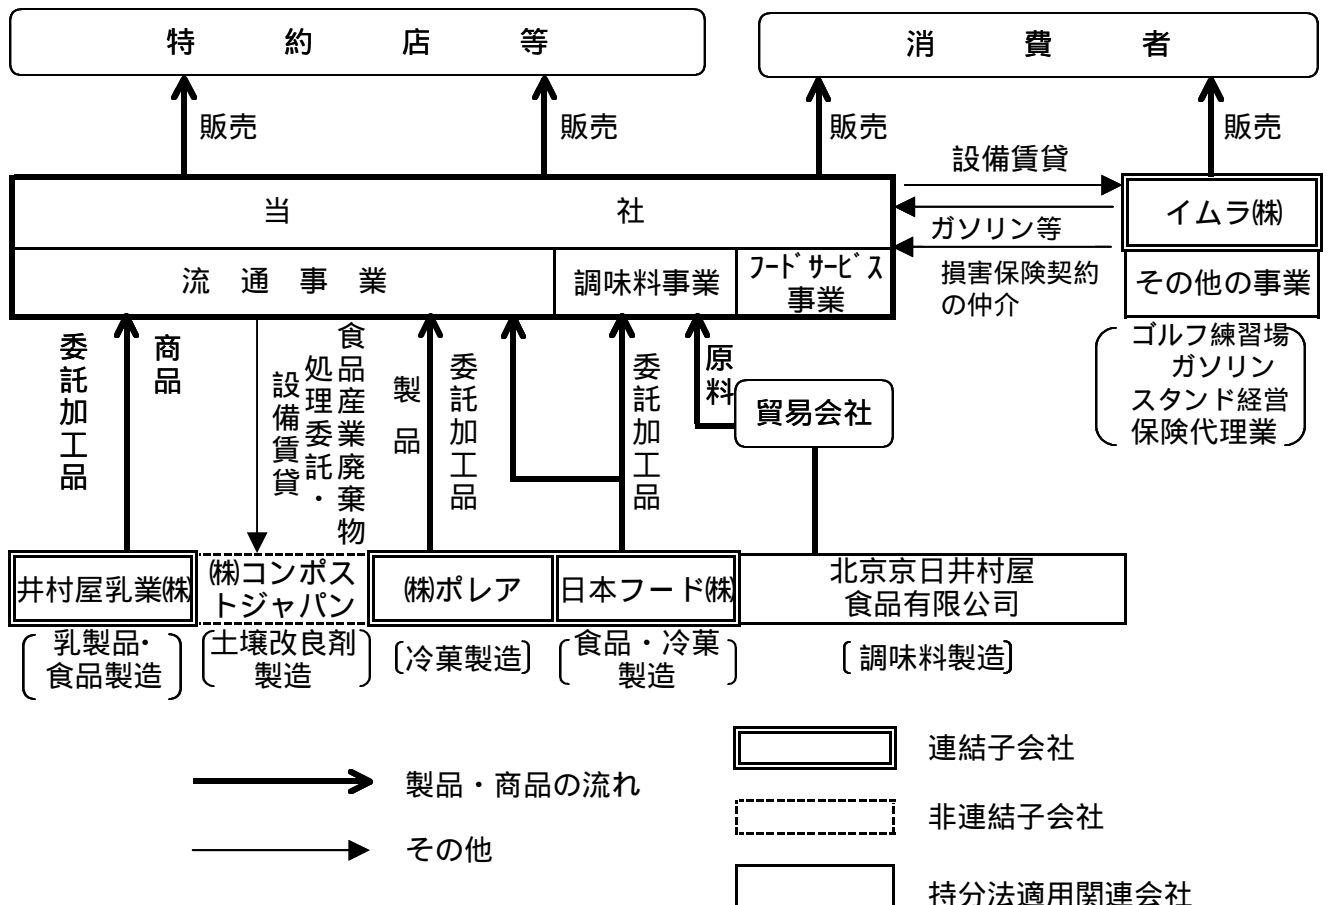 特約店等
消費者
販売
販売
販売
販売
当社
設備賃貸
ガソリン等
損害保険契約
の仲介
イムラ㈱
その他の事業
流通事業
調味料事業
ﾌｰﾄﾞｻｰﾋﾞｽ
事業
ゴルフ練習場
ガソリン
スタンド経営
保険代理業
委託加工品
商品
食品産業廃棄物
処理委託・
設備賃貸
製品
委託加工品
委託加工品
原料
貿易会社
井村屋乳業㈱
㈱コンポス
トジャパン
㈱ポレア
日本フード㈱
北京京日井村屋
食品有限公司
乳製品・
食品製造
土壌改良剤
製造
冷菓製造
食品・冷菓
製造
調味料製造
製品・商品の流れ
その他
連結子会社
非連結子会社
持分法適用関連会社